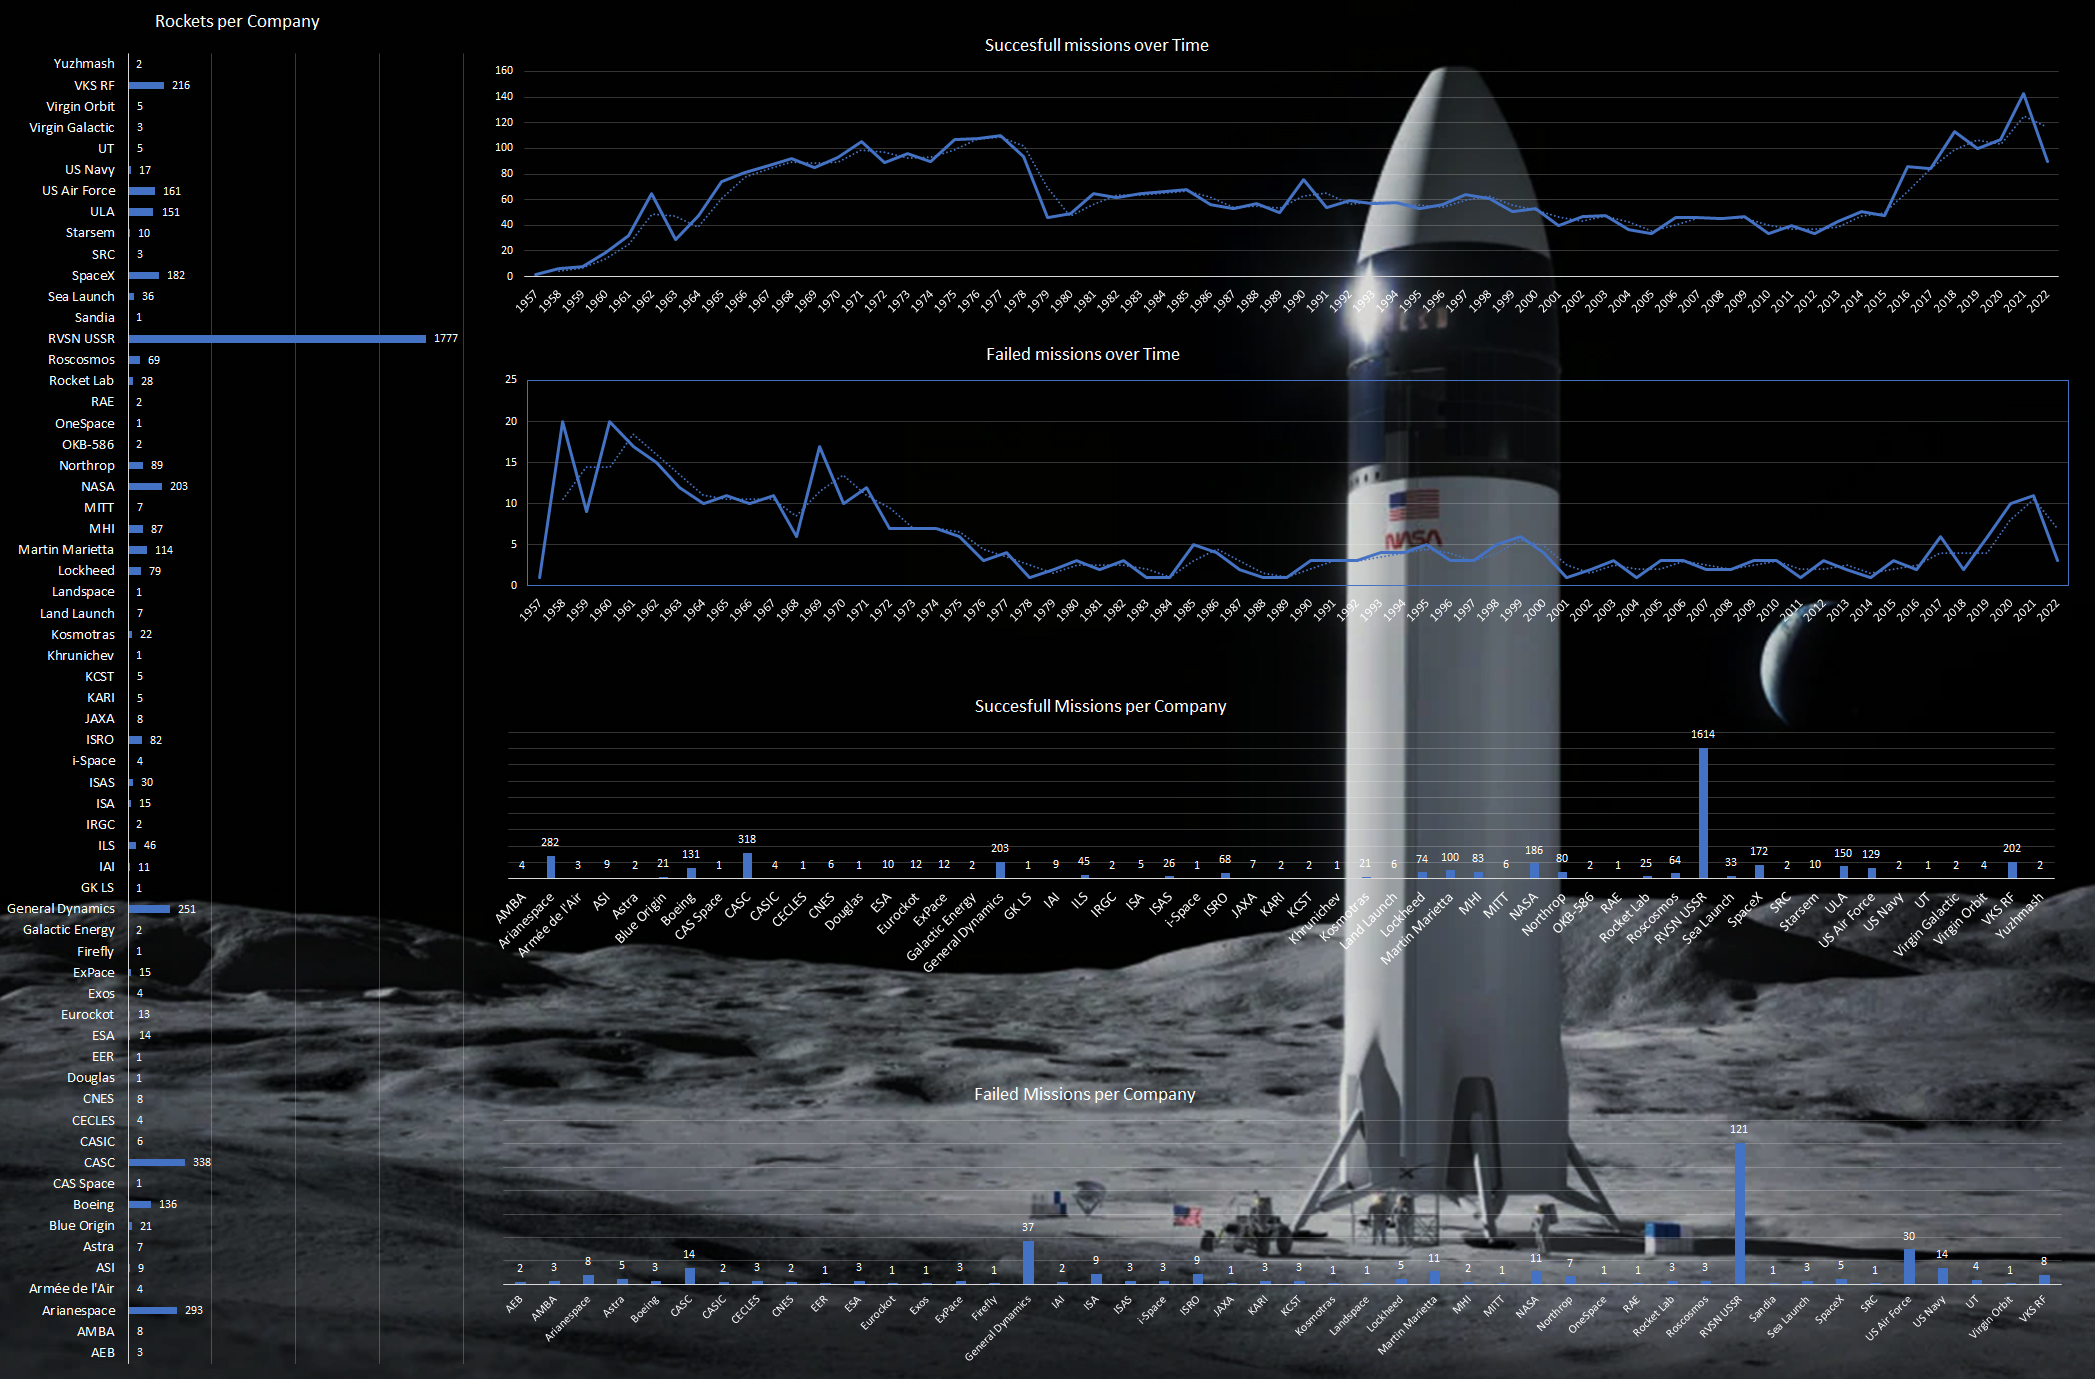 Rockets per Company
Yuzhmash 2
VKS RF 216
Virgin Orbit 5
Virgin Galactic 3
UT 5
US Navy 17
US Air Force 161
ULA 151
Starsem 10
SRC 3
SpaceX 182
Sea Launch 36
Sandia 1
RVSN USSR 1777
Roscosmos 69
Rocket Lab 28
RAE 2
OneSpace 1
OKB-586 2
Northrop 89
NASA 203
MITT 7
MHI 87
Martin Marietta 114
Lockheed 79
Landspace 1
Land Launch 7
Kosmotras 22
Khrunichev 1
KCST 5
KARI 5
JAXA 8
ISRO 82
i-Space 4
ISAS 30
ISA 15
IRGC 2
ILS 46
IAI 11
GK LS 1
General Dynamics 251
Galactic Energy 2
Firefly 1
ExPace 15
Exos 4
Eurockot 13
ESA 14
EER 1
Douglas 1
CNES 8
CECLES 4
CASIC 6
CASC 338
CAS Space 1
Boeing 136
Blue Origin 21
Astra 7
ASI 9
Armée de l'Air 4
Arianespace 293
AMBA 8
AEB 3
Succesfull missions over Time
160
140
120
100
80
60
40
20
0
1957 1958 1959 1960 1961 1962 1963 1964 1965 1966 1967 1968 1969 1970 1971 1972 1973 1974 1975 1976 1977 1978 1979 1980 1981 1982 1983 1984 1985 1986 1987 1988 1989 1990 1991 1992 1993 1994 1995 1996 1997 1998 1999 2000 2001 2002 2003 2004 2005 2006 2007 2008 2009 2010 2011 2012 2013 2014 2015 2016 2017 2018 2019 2020 2021 2022
Failed missions over Time
25
20
15
10
5
0
1957 1958 1959 1960 1961 1962 1963 1964 1965 1966 1967 1968 1969 1970 1971 1972 1973 1974 1975 1976 1977 1978 1979 1980 1981 1982 1983 1984 1985 1986 1987 1988 1989 1990 1991 1992 1993 1994 1995 1996 1997 1998 1999 2000 2001 2002 2003 2004 2005 2006 2007 2008 2009 2010 2011 2012 2013 2014 2015 2016 2017 2018 2019 2020 2021 2022
NASA
Succesfull Missions per Company
4 282 3 9 2 21 131 1 318 4 1 6 1 10 12 12 2 203 1 9 45 2 5 26 1 68 7 2 2 1 21 6 74 100 83 6 186 80 2 1 25 64 1614 33 172 2 10 150 129 2 1 2 4 202 2
AMBA Arianespace Armée de l'Air ASI Astra Blue Origin Boeing CAS Space CASC CASIC CECLES CNES Douglas ESA Eurockot ExPace Galactic Energy General Dynamics GK LS IAI ILS IRGC ISA ISAS i-Space ISRO JAXA KARI KCST Khrunichev Kosmotras Land Launch Lockheed Martin Marietta MHI MITT NASA Northrop OKB-586 RAE Rocket Lab Roscosmos RVSN USSR Sea Launch SpaceX SRC Starsem ULA US Air Force US Navy UT Virgin Galactic Virgin Orbit VKS RF Yuzhmash
Failed Missions per Company
2 3 8 5 3 14 2 3 2 1 3 1 1 3 1 37 2 9 3 3 9 1 3 3 1 1 5 11 2 1 11 7 1 1 3 3 121 1 3 5 1 30 14 4 1 8
AEB AMBA Arianespace Astra Boeing CASC CASIC CECLES CNES EER ESA Eurockot Exos ExPace Firefly General Dynamics IAI ISA ISAS i-Space ISRO JAXA KARI KCST Kosmotras Landspace Lockheed Martin Marietta MHI MITT NASA Northrop OneSpace RAE Rocket Lab Roscosmos RVSN USSR Sandia Sea Launch SpaceX SRC US Air Force US Navy UT Virgin Orbit VKS RF